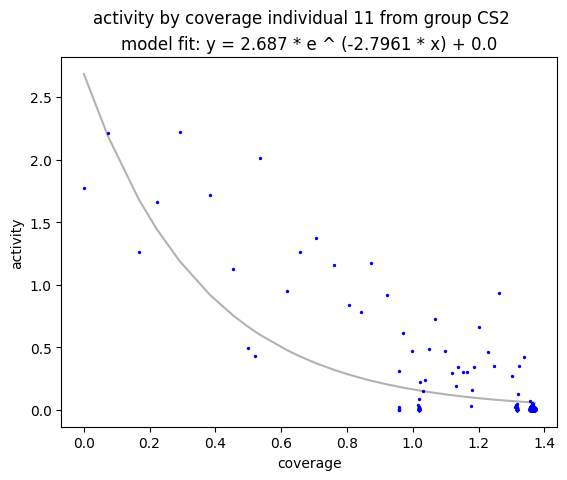 activity by coverage individual 11 from group CS2
model fit: y = 2.687 * e ^ (-2.7961 * x) + 0.0
2.5
2.0
1.5
1.0
0.5
0.0
activity
0.0 0.2 0.4 0.6 0.8 1.0 1.2 1.4
coverage